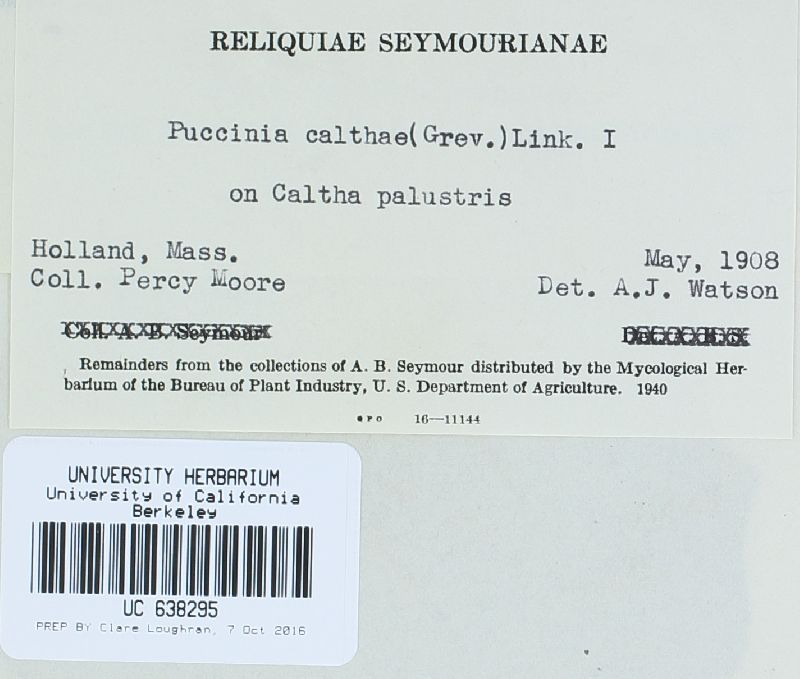 RELIQUIAE SEYMOURIANAE
Puccinia calthae(Grev.)Link. I
on Caltha palustris
Holland, Mass.
May, 1908
Coll. Percy Moore
Det. A.J. Watson
Coll. A. B. Seymour
Remainders from the collections of A. B. Seymour distributed by the Mycological Her-
barium of the Bureau of Plant Industry, U. S. Department of Agriculture. 1940
GPO 16—11144
UNIVERSITY HERBARIUM
University of California
Berkeley
UC 638295
PREP BY Clare Loughran, 7 Oct 2016